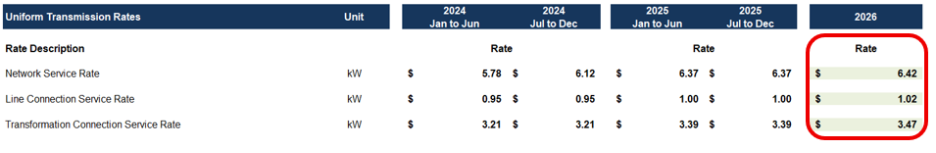 Uniform Transmission Rates Unit 2024 Jan to Jun 2024 Jul to Dec 2025 Jan to Jun 2025 Jul to Dec 2026
Rate Description Rate Rate Rate
Network Service Rate kW $ 5.78 $ 6.12 $ 6.37 $ 6.37 $ 6.42
Line Connection Service Rate kW $ 0.95 $ 0.95 $ 1.00 $ 1.00 $ 1.02
Transformation Connection Service Rate kW $ 3.21 $ 3.21 $ 3.39 $ 3.39 $ 3.47